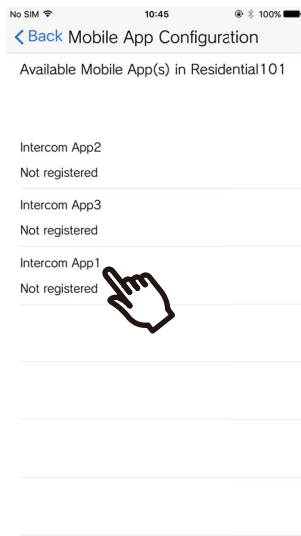 No SIM 10:45 100%
Back Mobile App Configuration
Available Mobile App(s) in Residential101
Intercom App2
Not registered
Intercom App3
Not registered
Intercom App1
Not registered